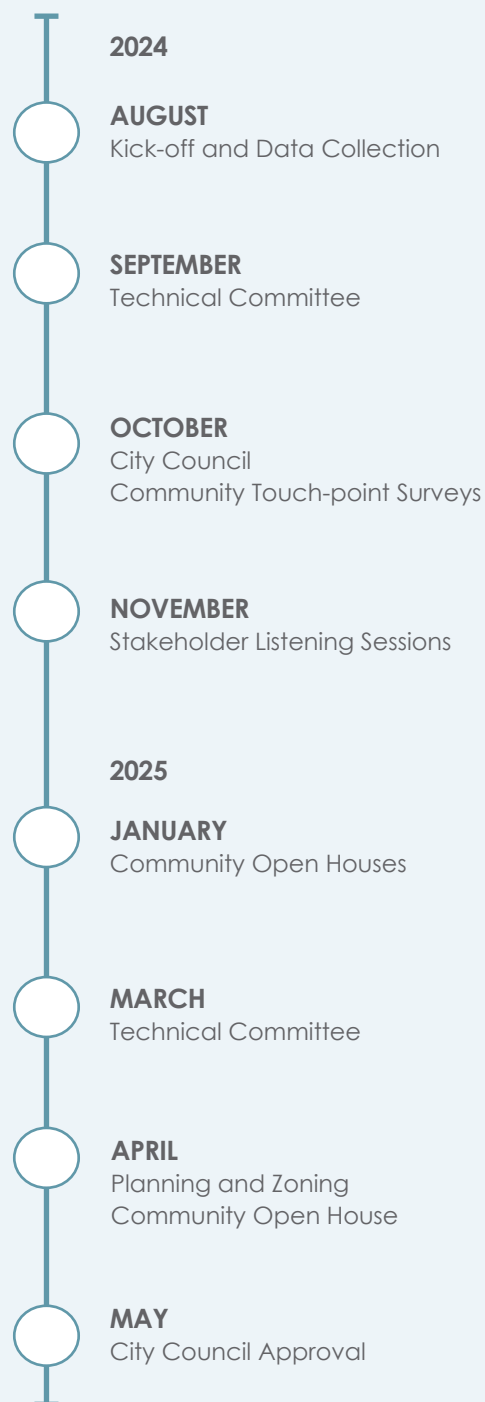 2024
AUGUST
Kick-off and Data Collection
SEPTEMBER
Technical Committee
OCTOBER
City Council
Community Touch-point Surveys
NOVEMBER
Stakeholder Listening Sessions
2025
JANUARY
Community Open Houses
MARCH
Technical Committee
APRIL
Planning and Zoning
Community Open House
MAY
City Council Approval